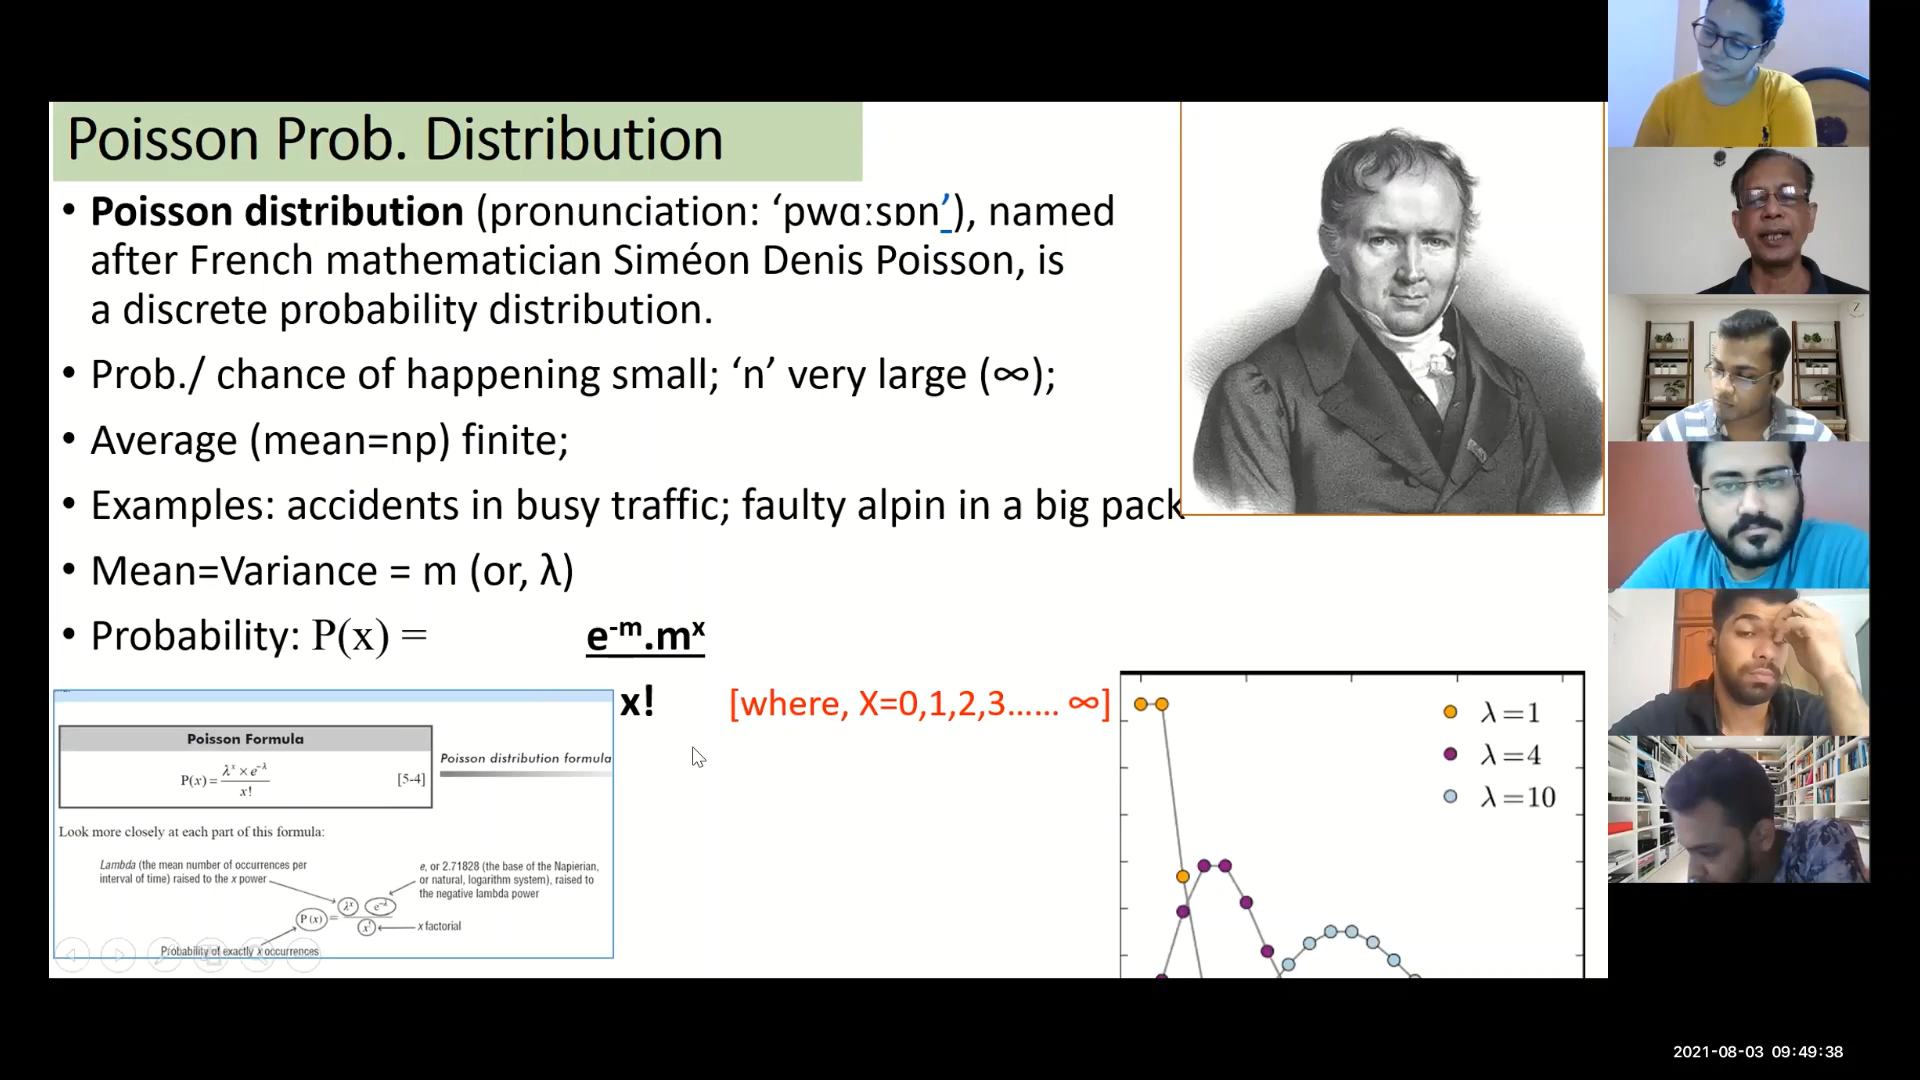 Poisson Prob. Distribution
• Poisson distribution (pronunciation: ‘pwɑːsɒn’), named
after French mathematician Siméon Denis Poisson, is
a discrete probability distribution.
• Prob./ chance of happening small; ‘n’ very large (∞);
• Average (mean=np) finite;
• Examples: accidents in busy traffic; faulty alpin in a big pack
• Mean=Variance = m (or, λ)
• Probability: P(x) = e⁻ᵐ.mˣ
x! [where, X=0,1,2,3...... ∞]
Poisson Formula
P(x) = λˣ × e⁻λ
x!
[5-4]
Poisson distribution formula
Look more closely at each part of this formula:
Lambda (the mean number of occurrences per
interval of time) raised to the x power
e, or 2.71828 (the base of the Napierian,
or natural, logarithm system), raised to
the negative lambda power
P (x) = λˣ e⁻λ
x!
x factorial
Probability of exactly x occurrences
λ=1
λ=4
λ=10
2021-08-03 09:49:38